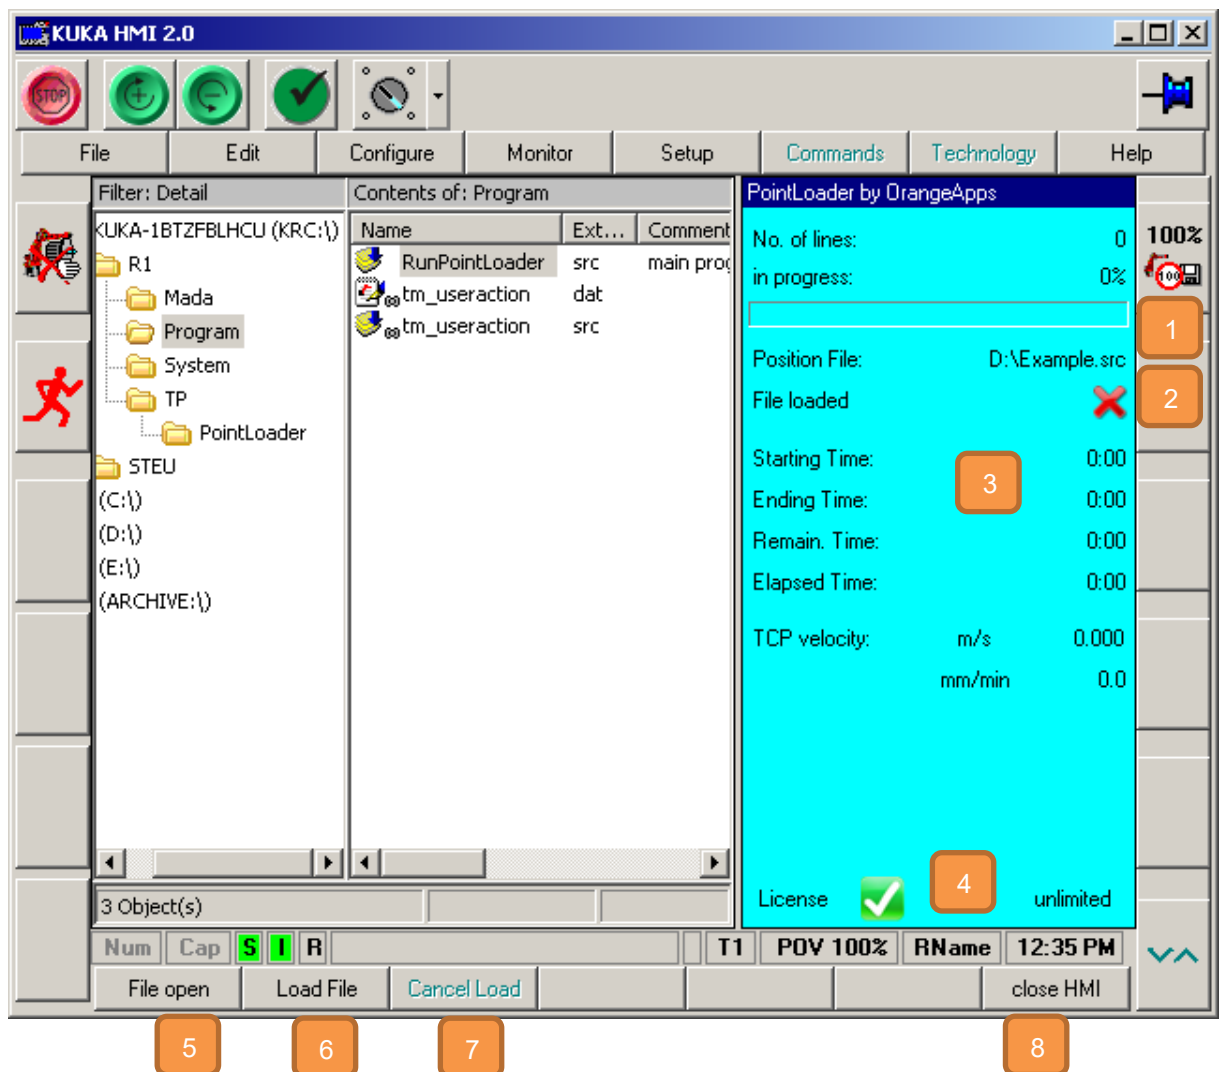 KUKA HMI 2.0
STOP
File Edit Configure Monitor Setup Commands Technology Help
Filter: Detail
KUKA-1BTZFBLHCU (KRC:\)
R1
Mada
Program
System
TP
PointLoader
STEU
(C:\)
(D:\)
(E:\)
(ARCHIVE:\)
Contents of: Program
Name Ext... Comment
RunPointLoader src main prog
tm_useraction dat
tm_useraction src
3 Object(s)
PointLoader by OrangeApps
No. of lines: 0
in progress: 0%
Position File: D:\Example.src
File loaded
Starting Time: 0:00
Ending Time: 0:00
Remain. Time: 0:00
Elapsed Time: 0:00
TCP velocity: m/s 0.000
mm/min 0.0
License unlimited
100%
100
1
2
3
4
Num Cap S I R T1 POV 100% RName 12:35 PM
File open Load File Cancel Load close HMI
5 6 7 8